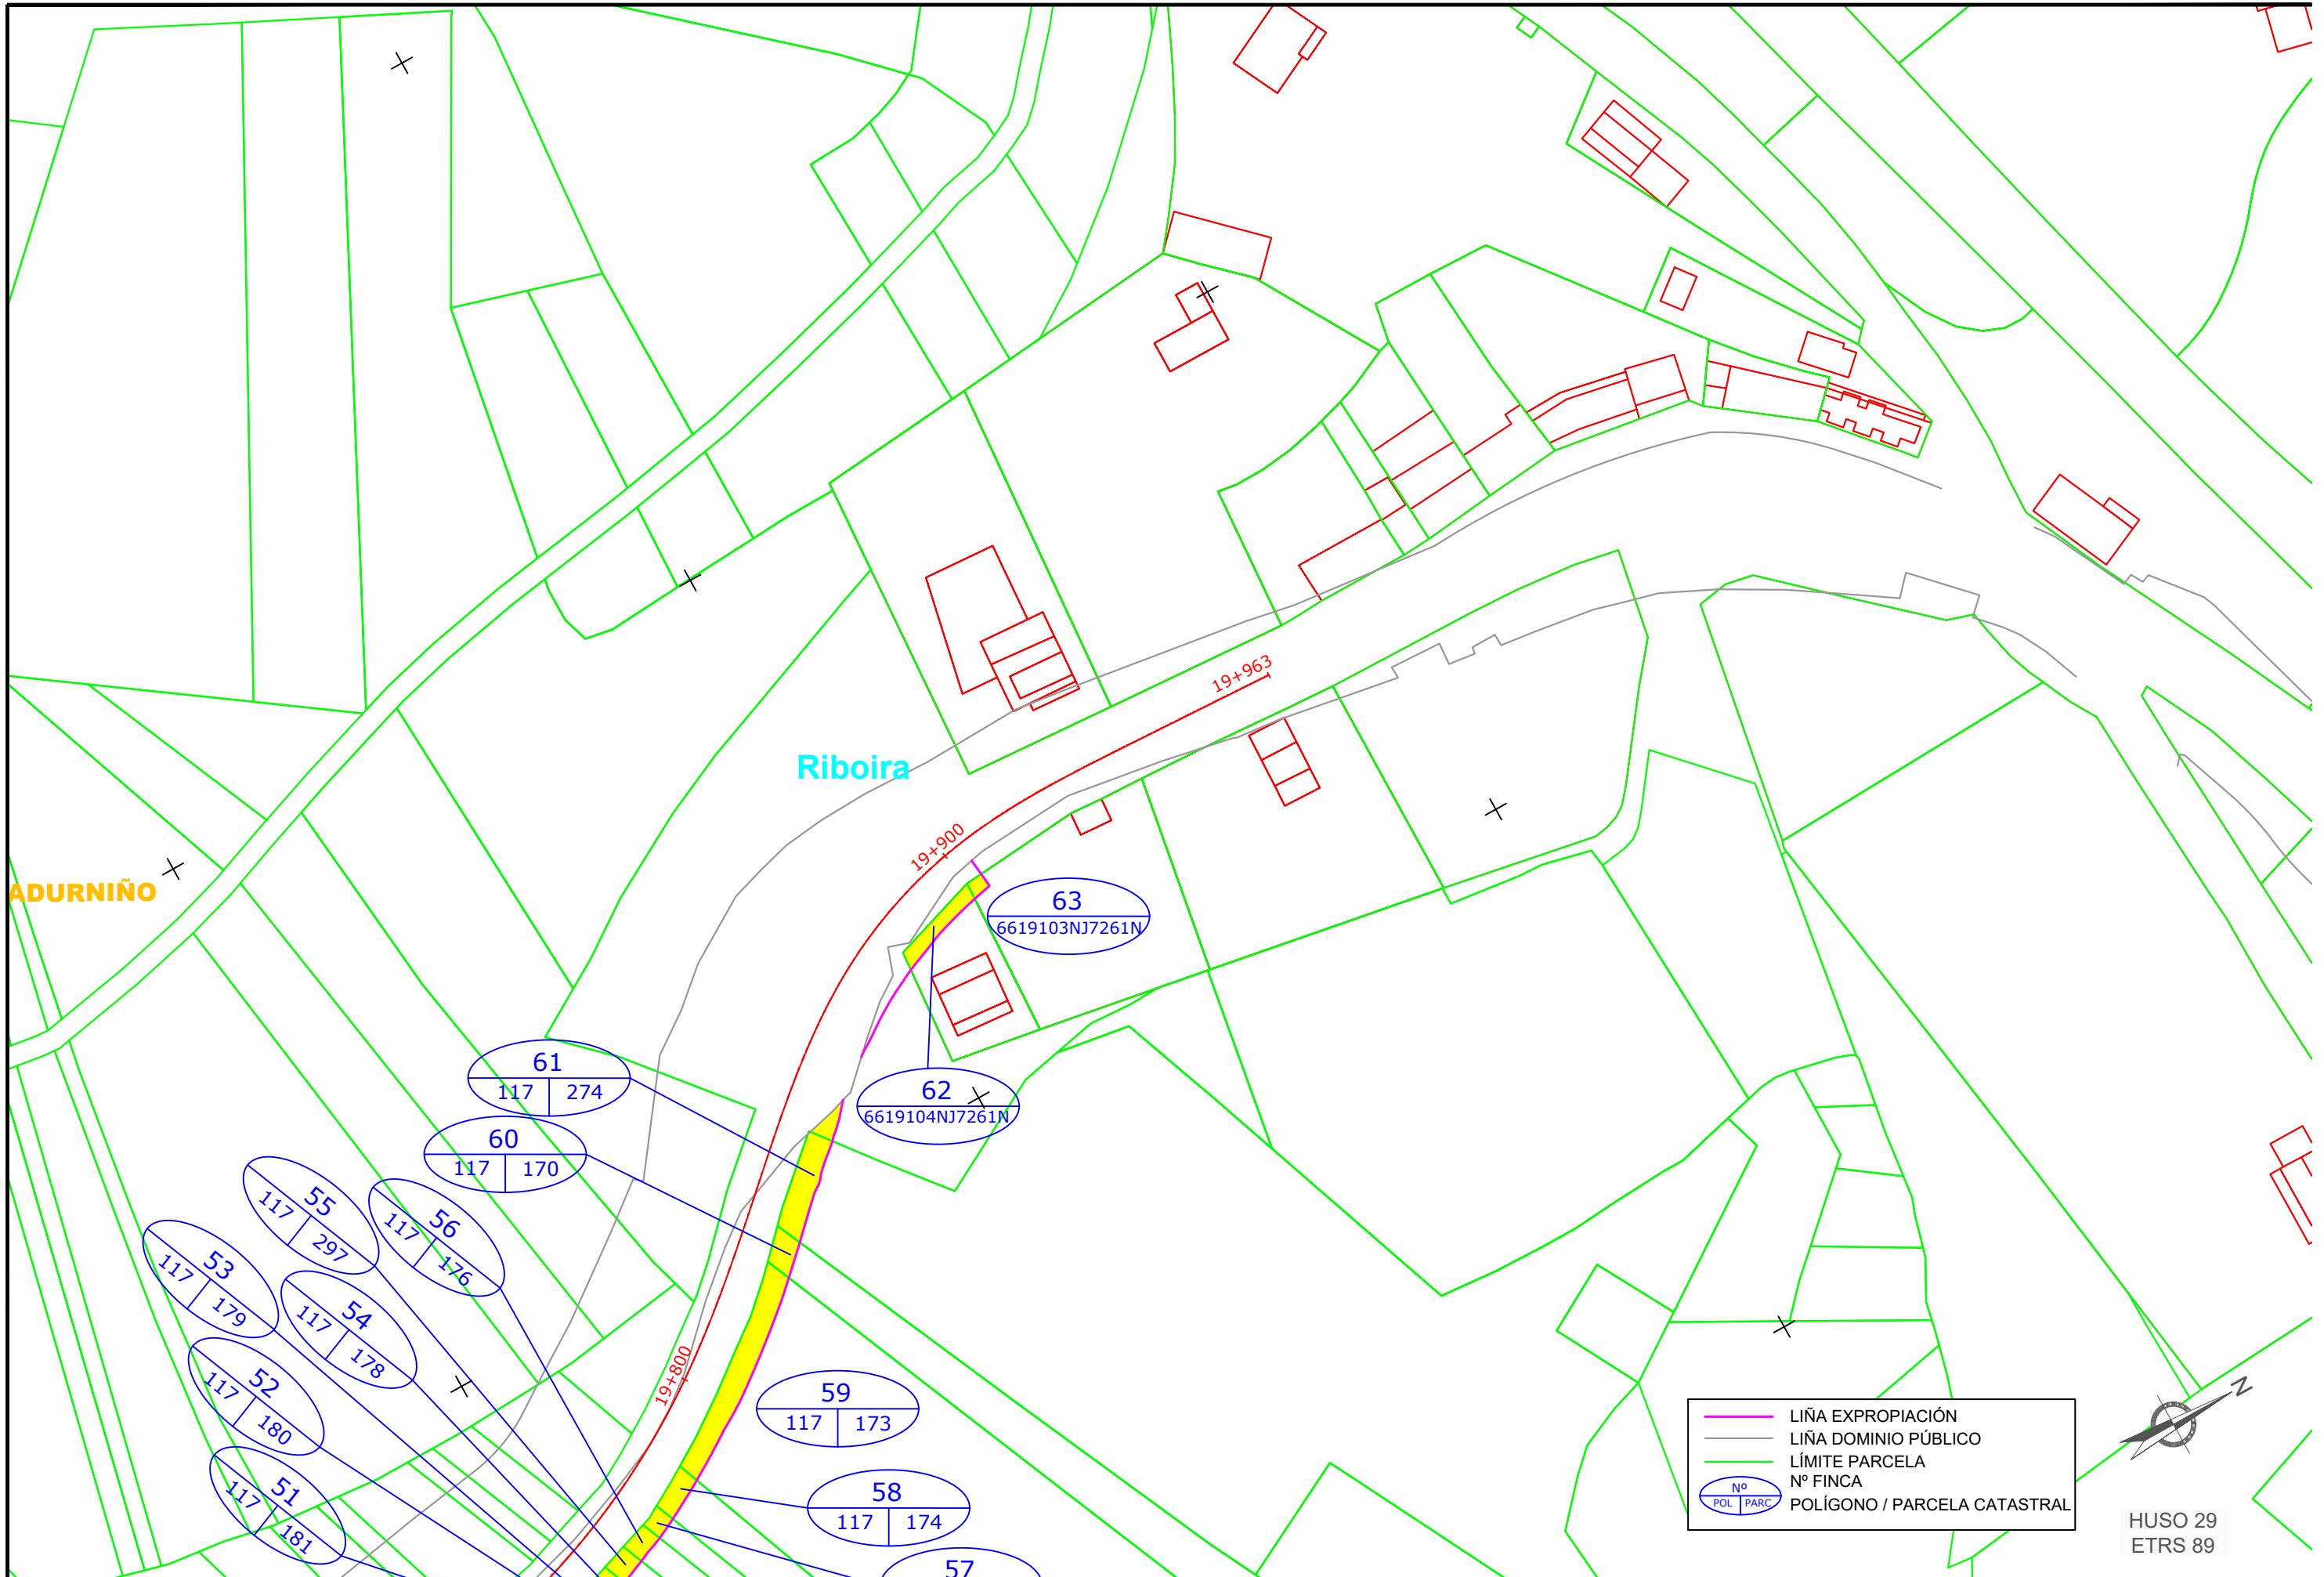 19+963
Riboira
19+900
ADURNIÑO
63
6619103NJ7261N
61
117 274
62
6619104NJ7261N
60
117 170
55
117 297
56
117 176
53
117 179
54
117 178
52
117 180
51
117 181
19+800
59
117 173
58
117 174
57
LIÑA EXPROPIACIÓN
LIÑA DOMINIO PÚBLICO
LÍMITE PARCELA
Nº FINCA
Nº
POL PARC
POLÍGONO / PARCELA CATASTRAL
N
HUSO 29
ETRS 89